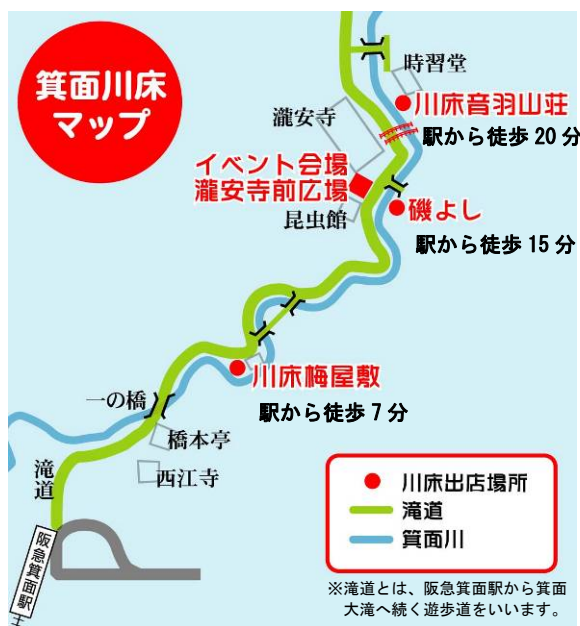 箕面川床
マップ
時習堂
川床音羽山荘
駅から徒歩 20 分
瀧安寺
イベント会場
瀧安寺前広場
昆虫館
磯よし
駅から徒歩 15 分
川床梅屋敷
駅から徒歩 7 分
一の橋
橋本亭
西江寺
滝道
阪急箕面駅
川床出店場所
滝道
箕面川
※滝道とは、阪急箕面駅から箕面
大滝へ続く遊歩道をいいます。